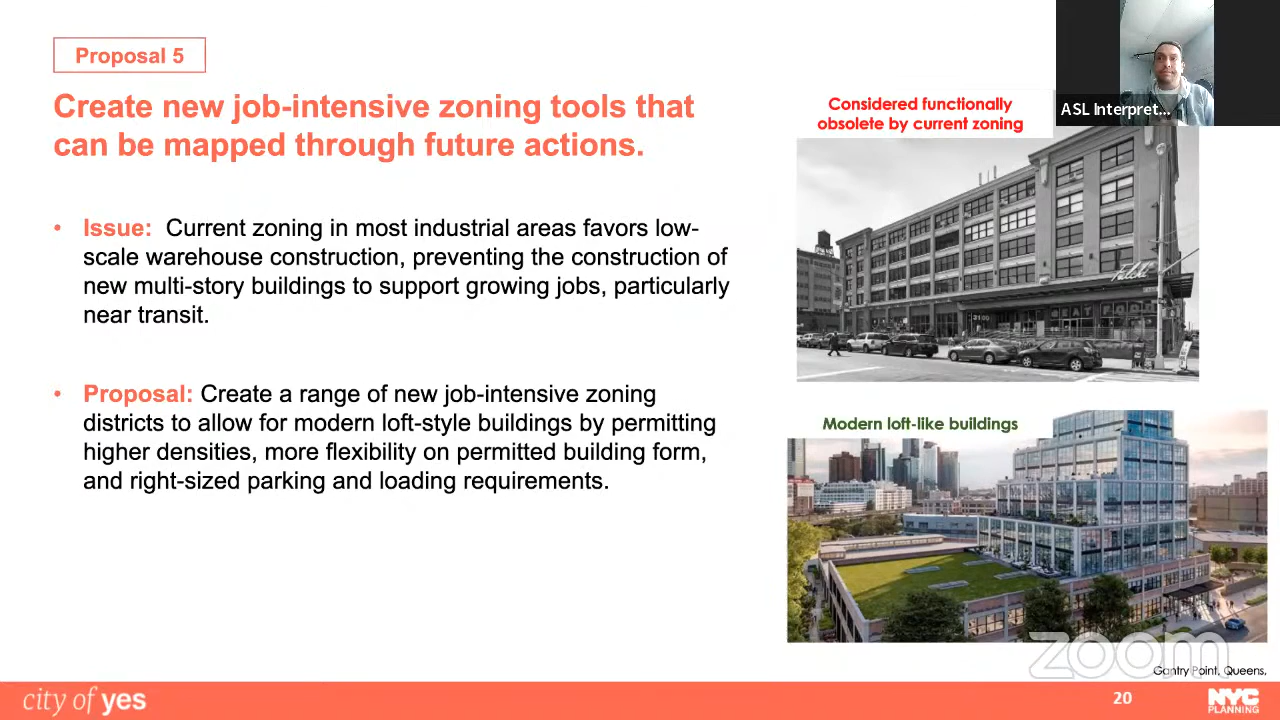 Proposal 5
Create new job-intensive zoning tools that
can be mapped through future actions.
• Issue: Current zoning in most industrial areas favors low-
scale warehouse construction, preventing the construction of
new multi-story buildings to support growing jobs, particularly
near transit.
• Proposal: Create a range of new job-intensive zoning
districts to allow for modern loft-style buildings by permitting
higher densities, more flexibility on permitted building form,
and right-sized parking and loading requirements.
Considered functionally
obsolete by current zoning
ASL Interpret...
Modern loft-like buildings
zoom
Gantry Point, Queens,
city of yes
20
NYC
PLANNING